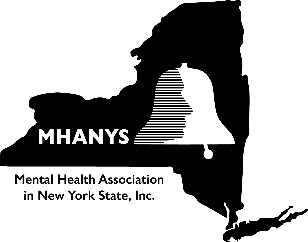 MHANYS
Mental Health Association
in New York State, Inc.